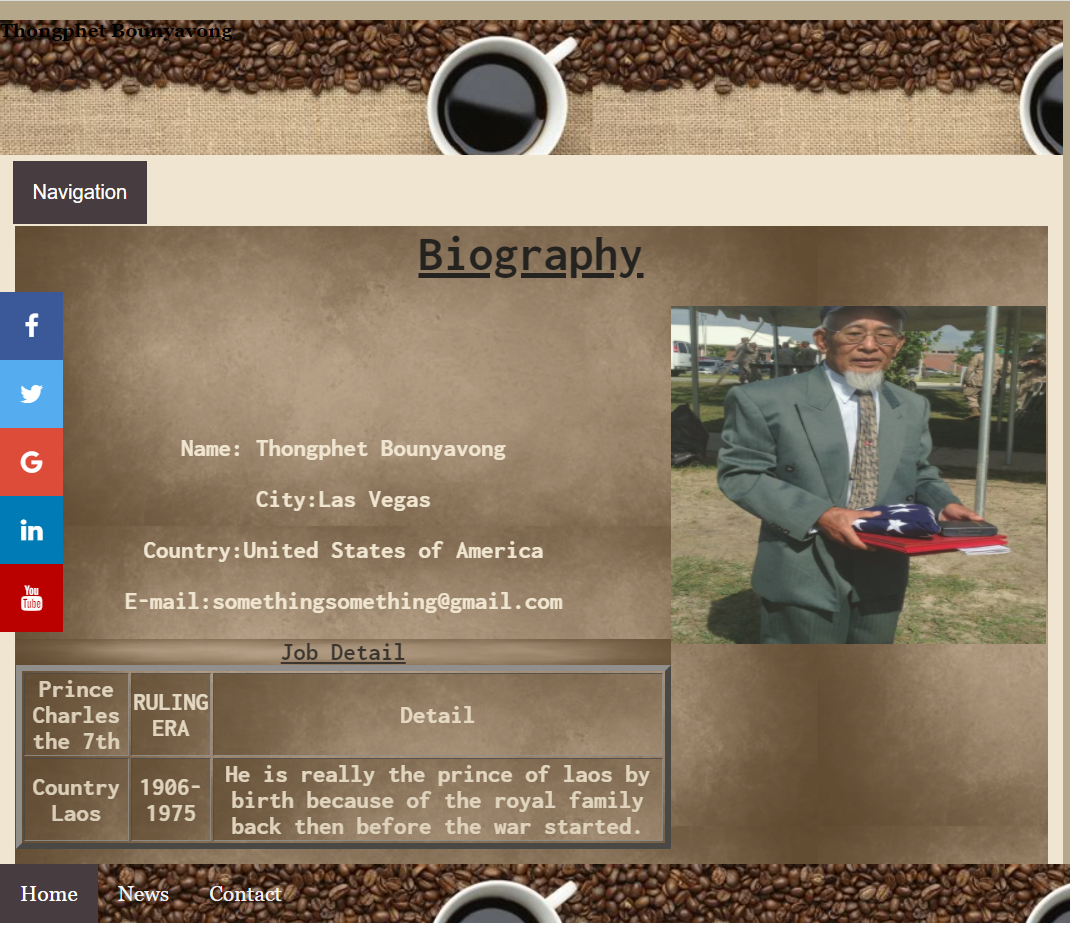 Thongphet Bounyavong
Navigation
Biography
Name: Thongphet Bounyavong
City:Las Vegas
Country:United States of America
E-mail:somethingsomething@gmail.com
You
Tube
Job Detail
Prince
Charles
the 7th
RULING
ERA
Detail
Country
Laos
1906-
1975
He is really the prince of laos by
birth because of the royal family
back then before the war started.
Home News Contact